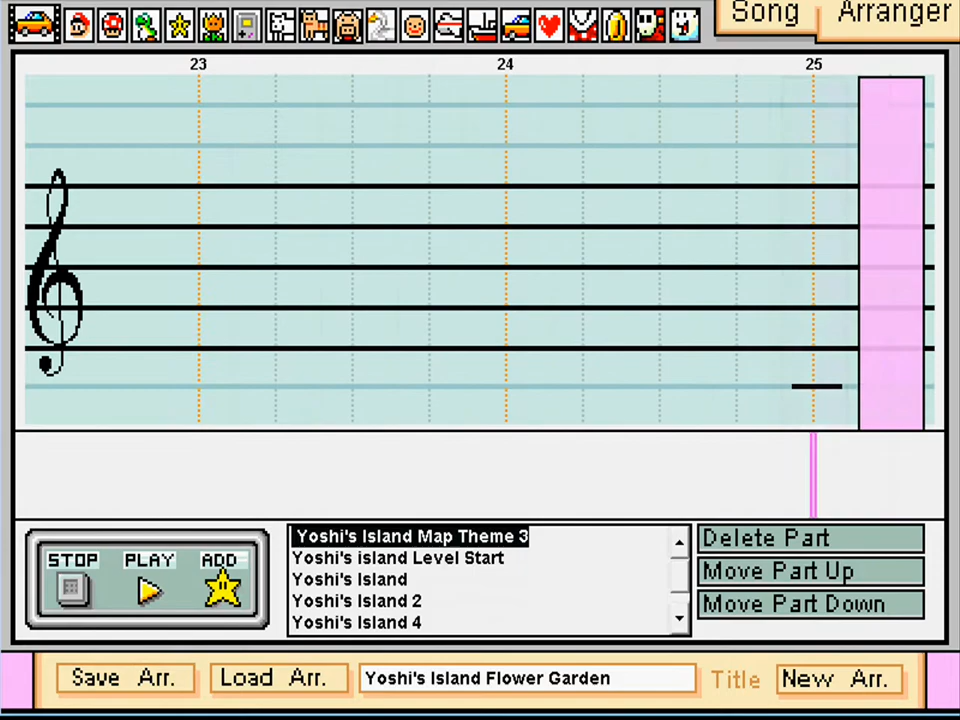 Song
Arranger
23
24
25
STOP
PLAY
ADD
Yoshi's Island Map Theme 3
Yoshi's island Level Start
Yoshi's Island
Yoshi's Island 2
Yoshi's Island 4
Delete Part
Move Part Up
Move Part Down
Save Arr.
Load Arr.
Yoshi's Island Flower Garden
Title
New Arr.